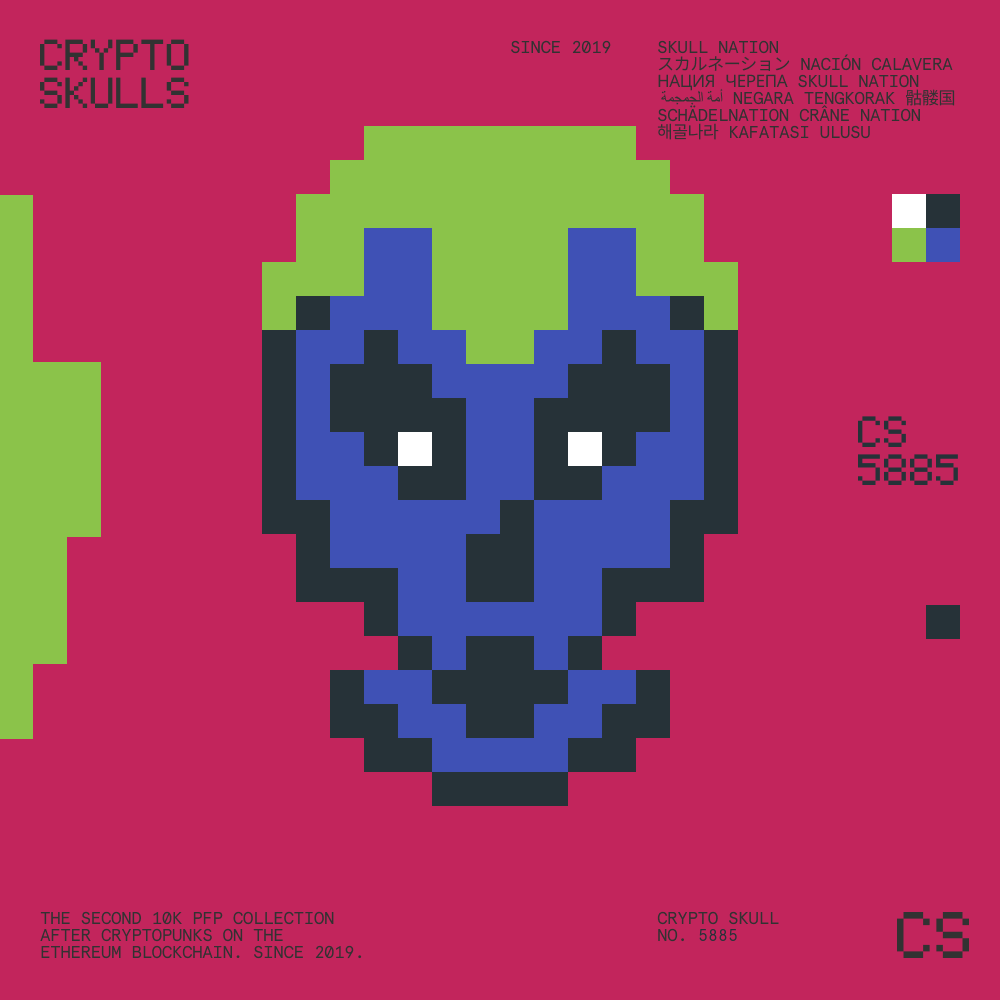 CRYPTO
SKULLS
SINCE 2019
SKULL NATION
スカルネーション NACIÓN CALAVERA
НАЦИЯ ЧЕРЕПА SKULL NATION
أمة الجمجمة NEGARA TENGKORAK 骷髅国
SCHÄDELNATION CRÂNE NATION
해골나라 KAFATASI ULUSU
CS
5885
THE SECOND 10K PFP COLLECTION
AFTER CRYPTOPUNKS ON THE
ETHEREUM BLOCKCHAIN. SINCE 2019.
CRYPTO SKULL
NO. 5885
CS